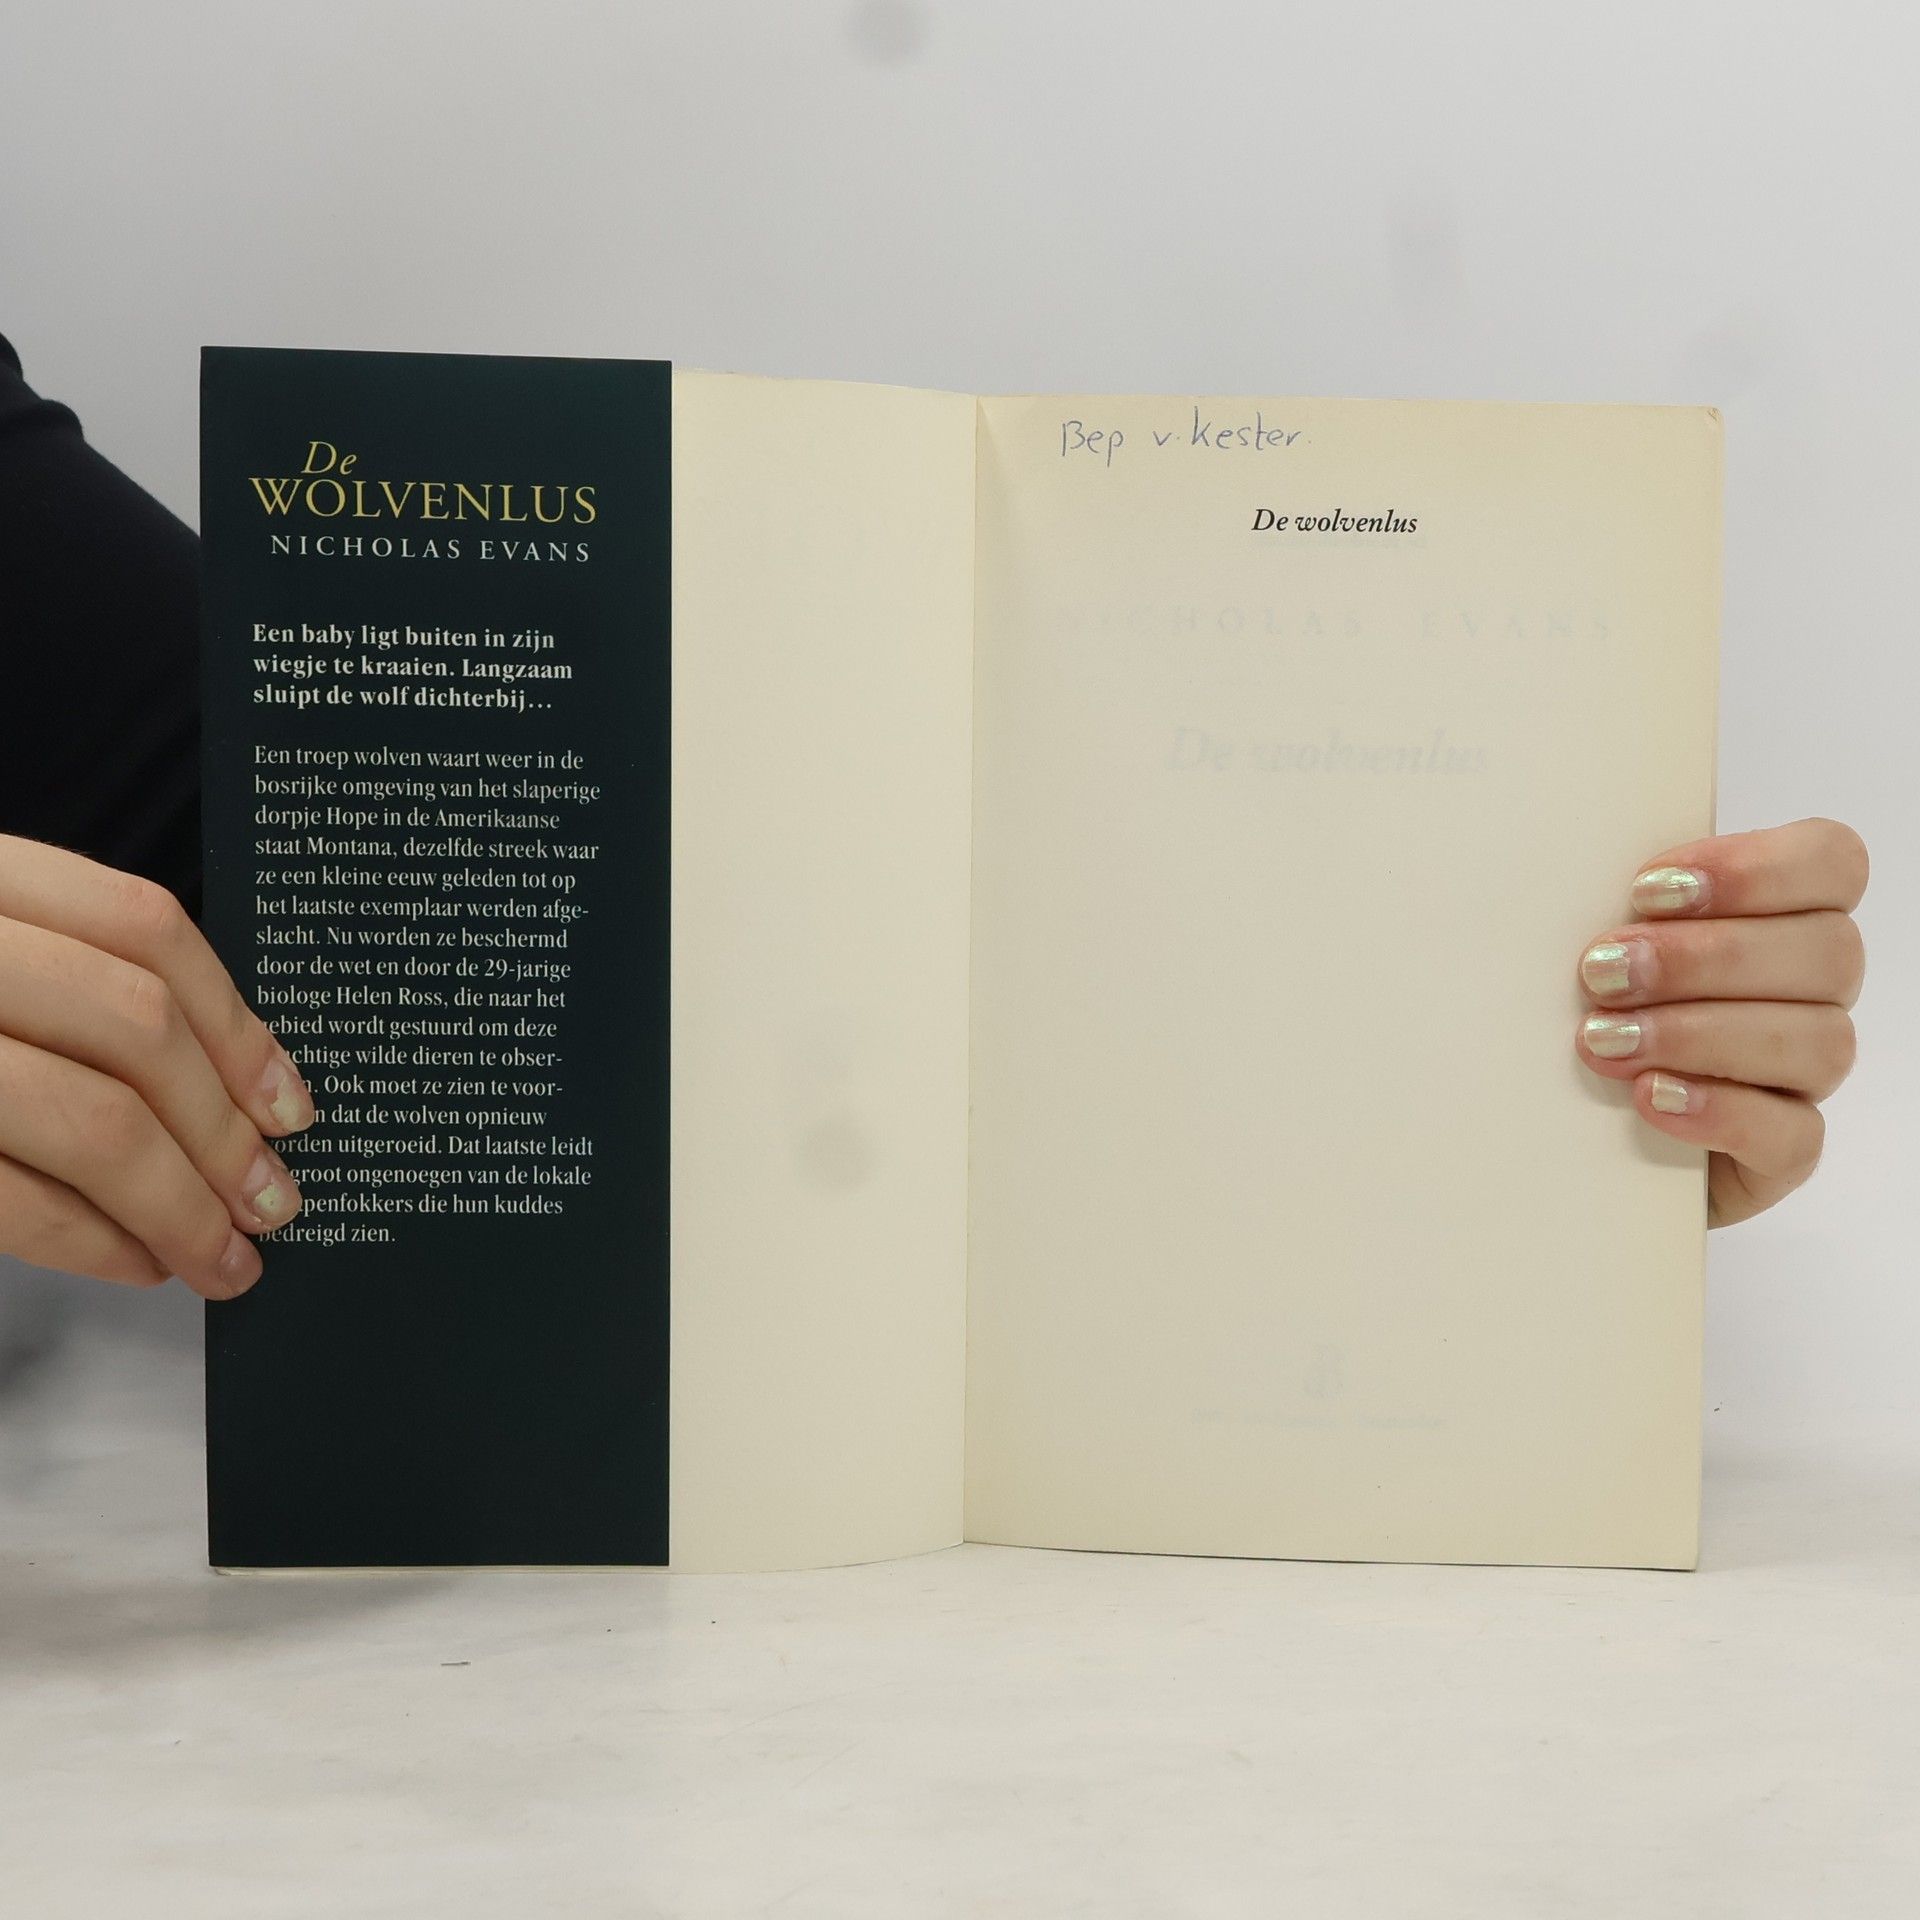 De
WOLVENLUS
NICHOLAS EVANS
Een baby ligt buiten in zijn
wiegje te kraaien. Langzaam
sluipt de wolf dichterbij...
Een troep wolven waart weer in de
bosrijke omgeving van het slaperige
dorpje Hope in de Amerikaanse
staat Montana, dezelfde streek waar
ze een kleine eeuw geleden tot op
het laatste exemplaar werden afge-
slacht. Nu worden ze beschermd
door de wet en door de 29-jarige
biologe Helen Ross, die naar het
gebied wordt gestuurd om deze
wilde dieren te obser-
Ook moet ze zien te voor-
dat de wolven opnieuw
worden uitgeroeid. Dat laatste leidt
groot ongenoegen van de lokale
die hun kuddes
bedreigd zien.
Bep v. Kester.
De wolvenlus
NICHOLAS EVANS
De wolvenlus